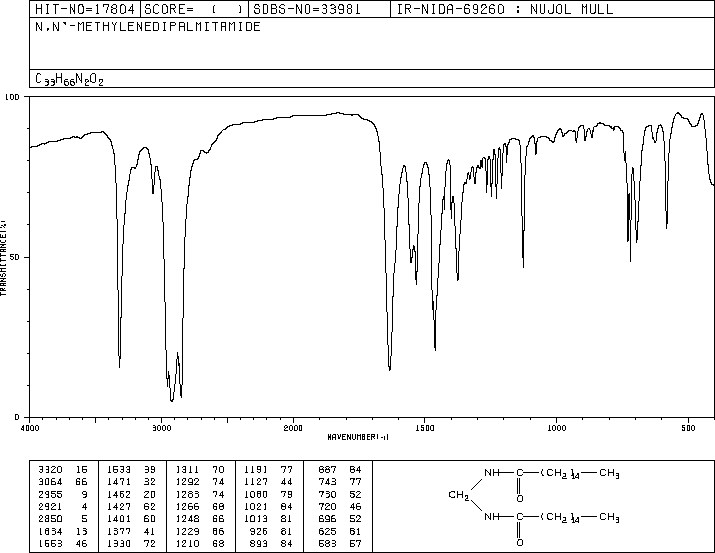 HIT-NO=17804 SCORE= ( ) SDBS-NO=33981 IR-NIDA-69260 : NUJOL MULL
N,N'-METHYLENEDIPALMITAMIDE
C33H66N2O2
100
50
0
TRANSMITTANCE(%)
4000 3000 2000 1500 1000 500
WAVENUMBER(-1)
3320 16 1533 39 1311 70 1191 77 887 84
3064 66 1471 32 1292 74 1127 44 743 77
2955 9 1462 20 1283 74 1080 79 730 52
2921 4 1427 62 1266 68 1021 84 720 46
2850 5 1401 60 1248 66 1013 81 696 52
1634 13 1377 41 1229 66 926 81 625 81
1553 46 1330 72 1210 68 893 84 583 57
NH—C—(CH2)14—CH3
O
CH2
NH—C—(CH2)14—CH3
O